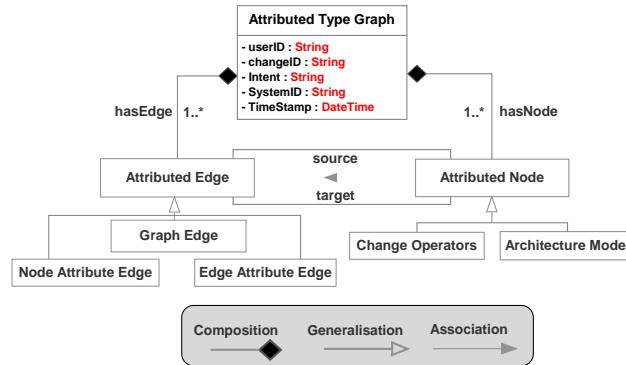 Attributed Type Graph
- userID : String
- changeID : String
- Intent : String
- SystemID : String
- TimeStamp : DateTime
hasEdge 1..*
1..* hasNode
source
target
Attributed Edge
Attributed Node
Graph Edge
Node Attribute Edge
Edge Attribute Edge
Change Operators
Architecture Mode
Composition
Generalisation
Association